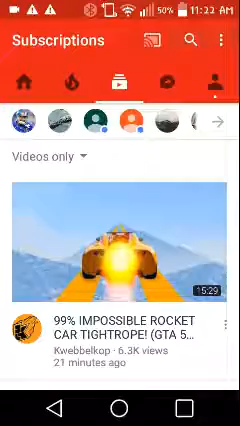 50% 11:22 AM
Subscriptions
Videos only
15:29
99% IMPOSSIBLE ROCKET
CAR TIGHTROPE! (GTA 5...
Kwebbelkop · 6.3K views
21 minutes ago